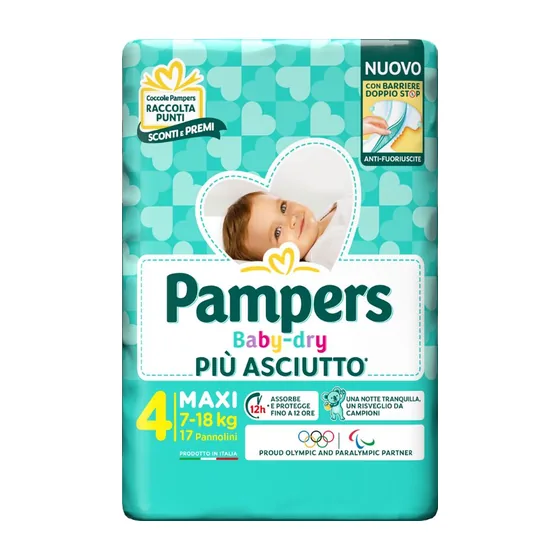 Coccole Pampers
RACCOLTA
PUNTI
SCONTI E PREMI
NUOVO
CON BARRIERE
DOPPIO STOP
ANTI-FUORIUSCITE
Pampers
Baby-dry
PIÙ ASCIUTTO*
4
MAXI
7-18 kg
17 Pannolini
PRODOTTO IN ITALIA
12h
ASSORBE
E PROTEGGE
FINO A 12 ORE
UNA NOTTE TRANQUILLA,
UN RISVEGLIO DA
CAMPIONI
PROUD OLYMPIC AND PARALYMPIC PARTNER